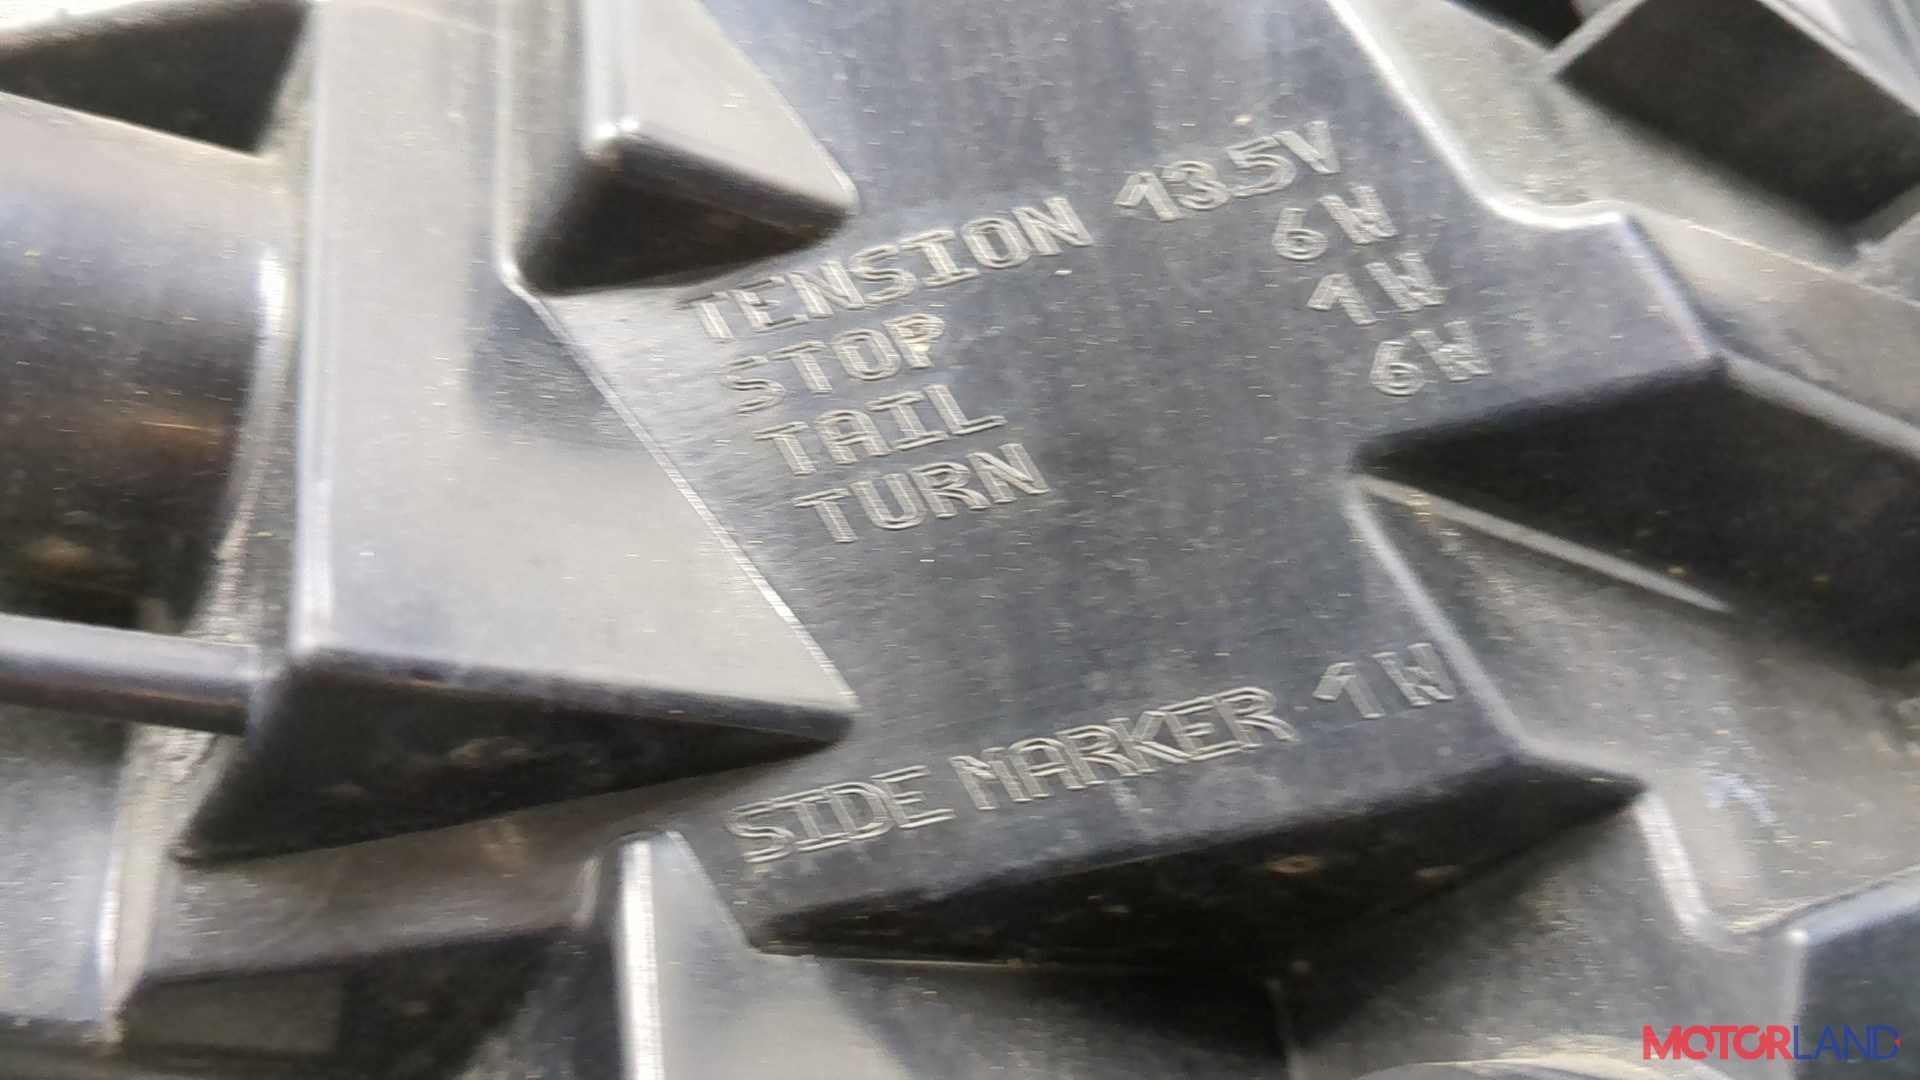 TENSION 13.5V
STOP 6W
TAIL 1W
TURN 6W
SIDE MARKER 1W
MOTORLAND